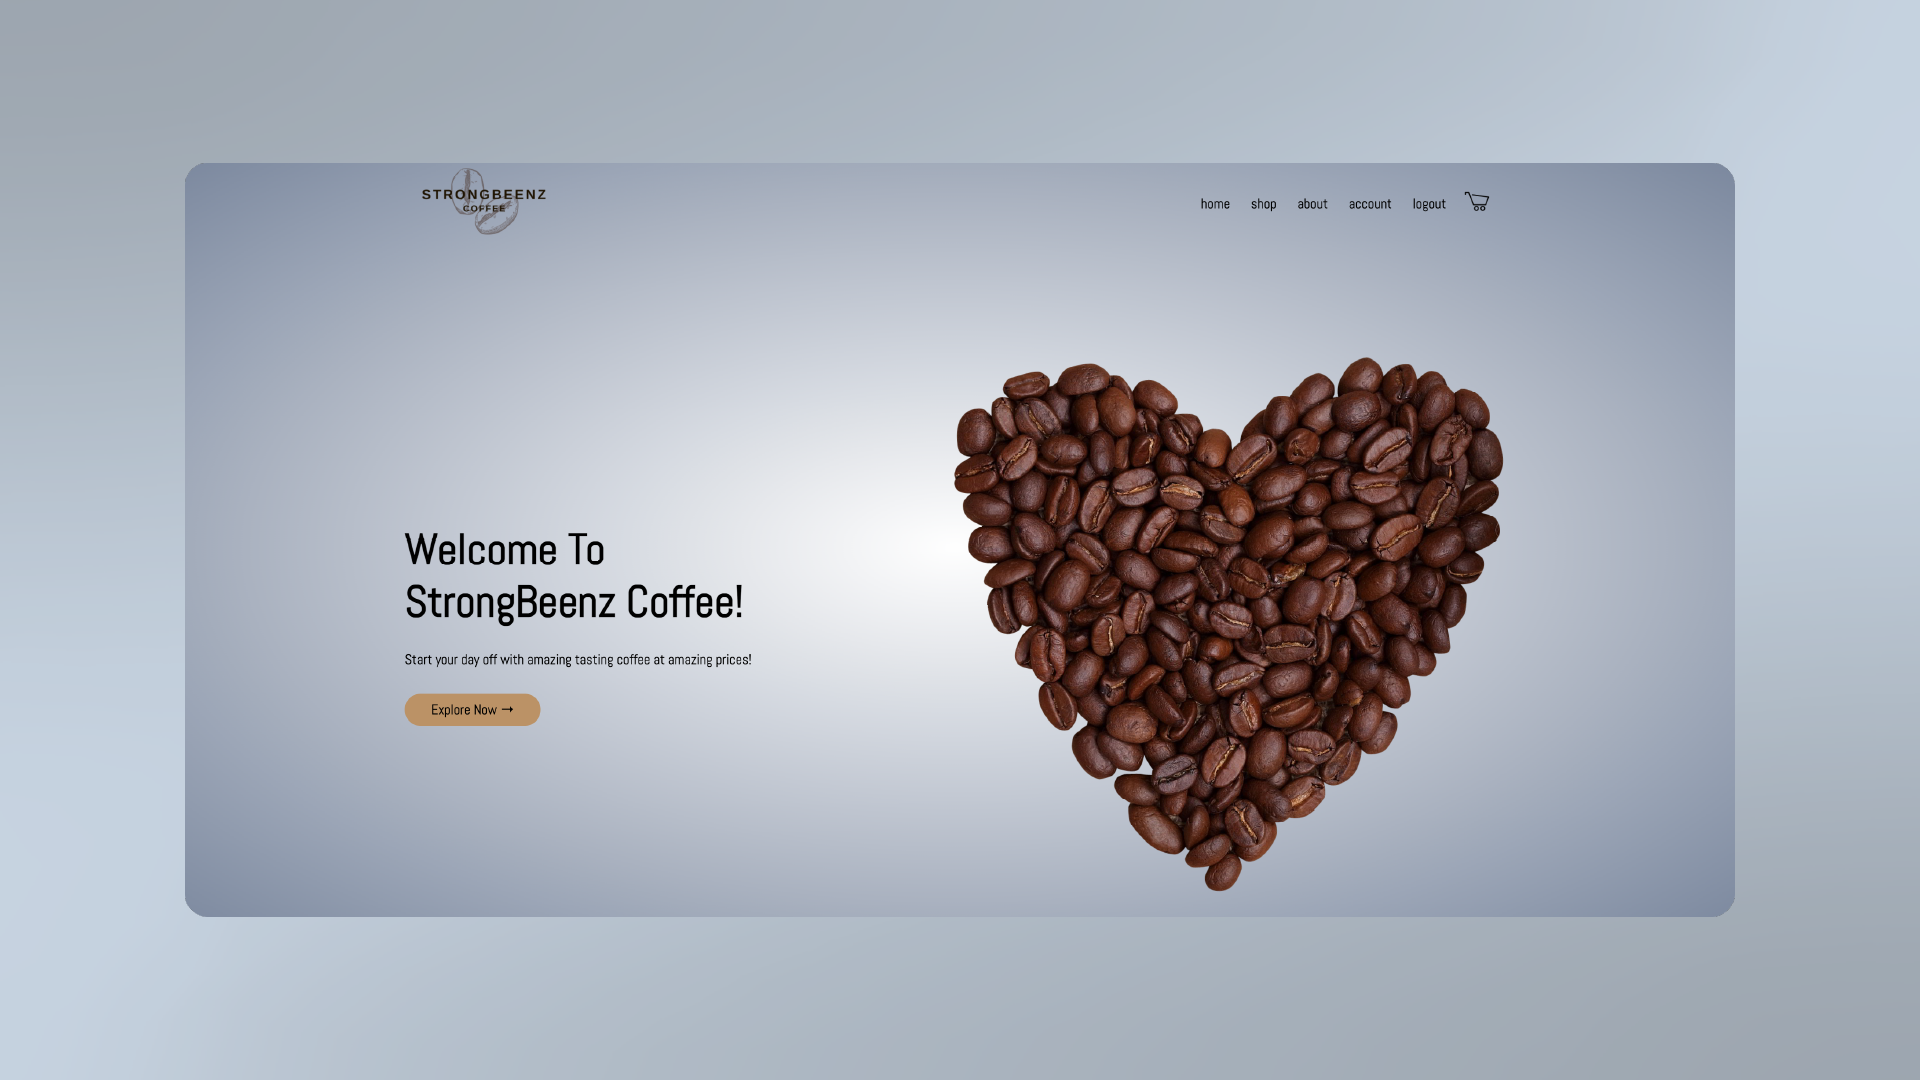 STRONGBEENZ
COFFEE
home shop about account logout
Welcome To
StrongBeenz Coffee!
Start your day off with amazing tasting coffee at amazing prices!
Explore Now →